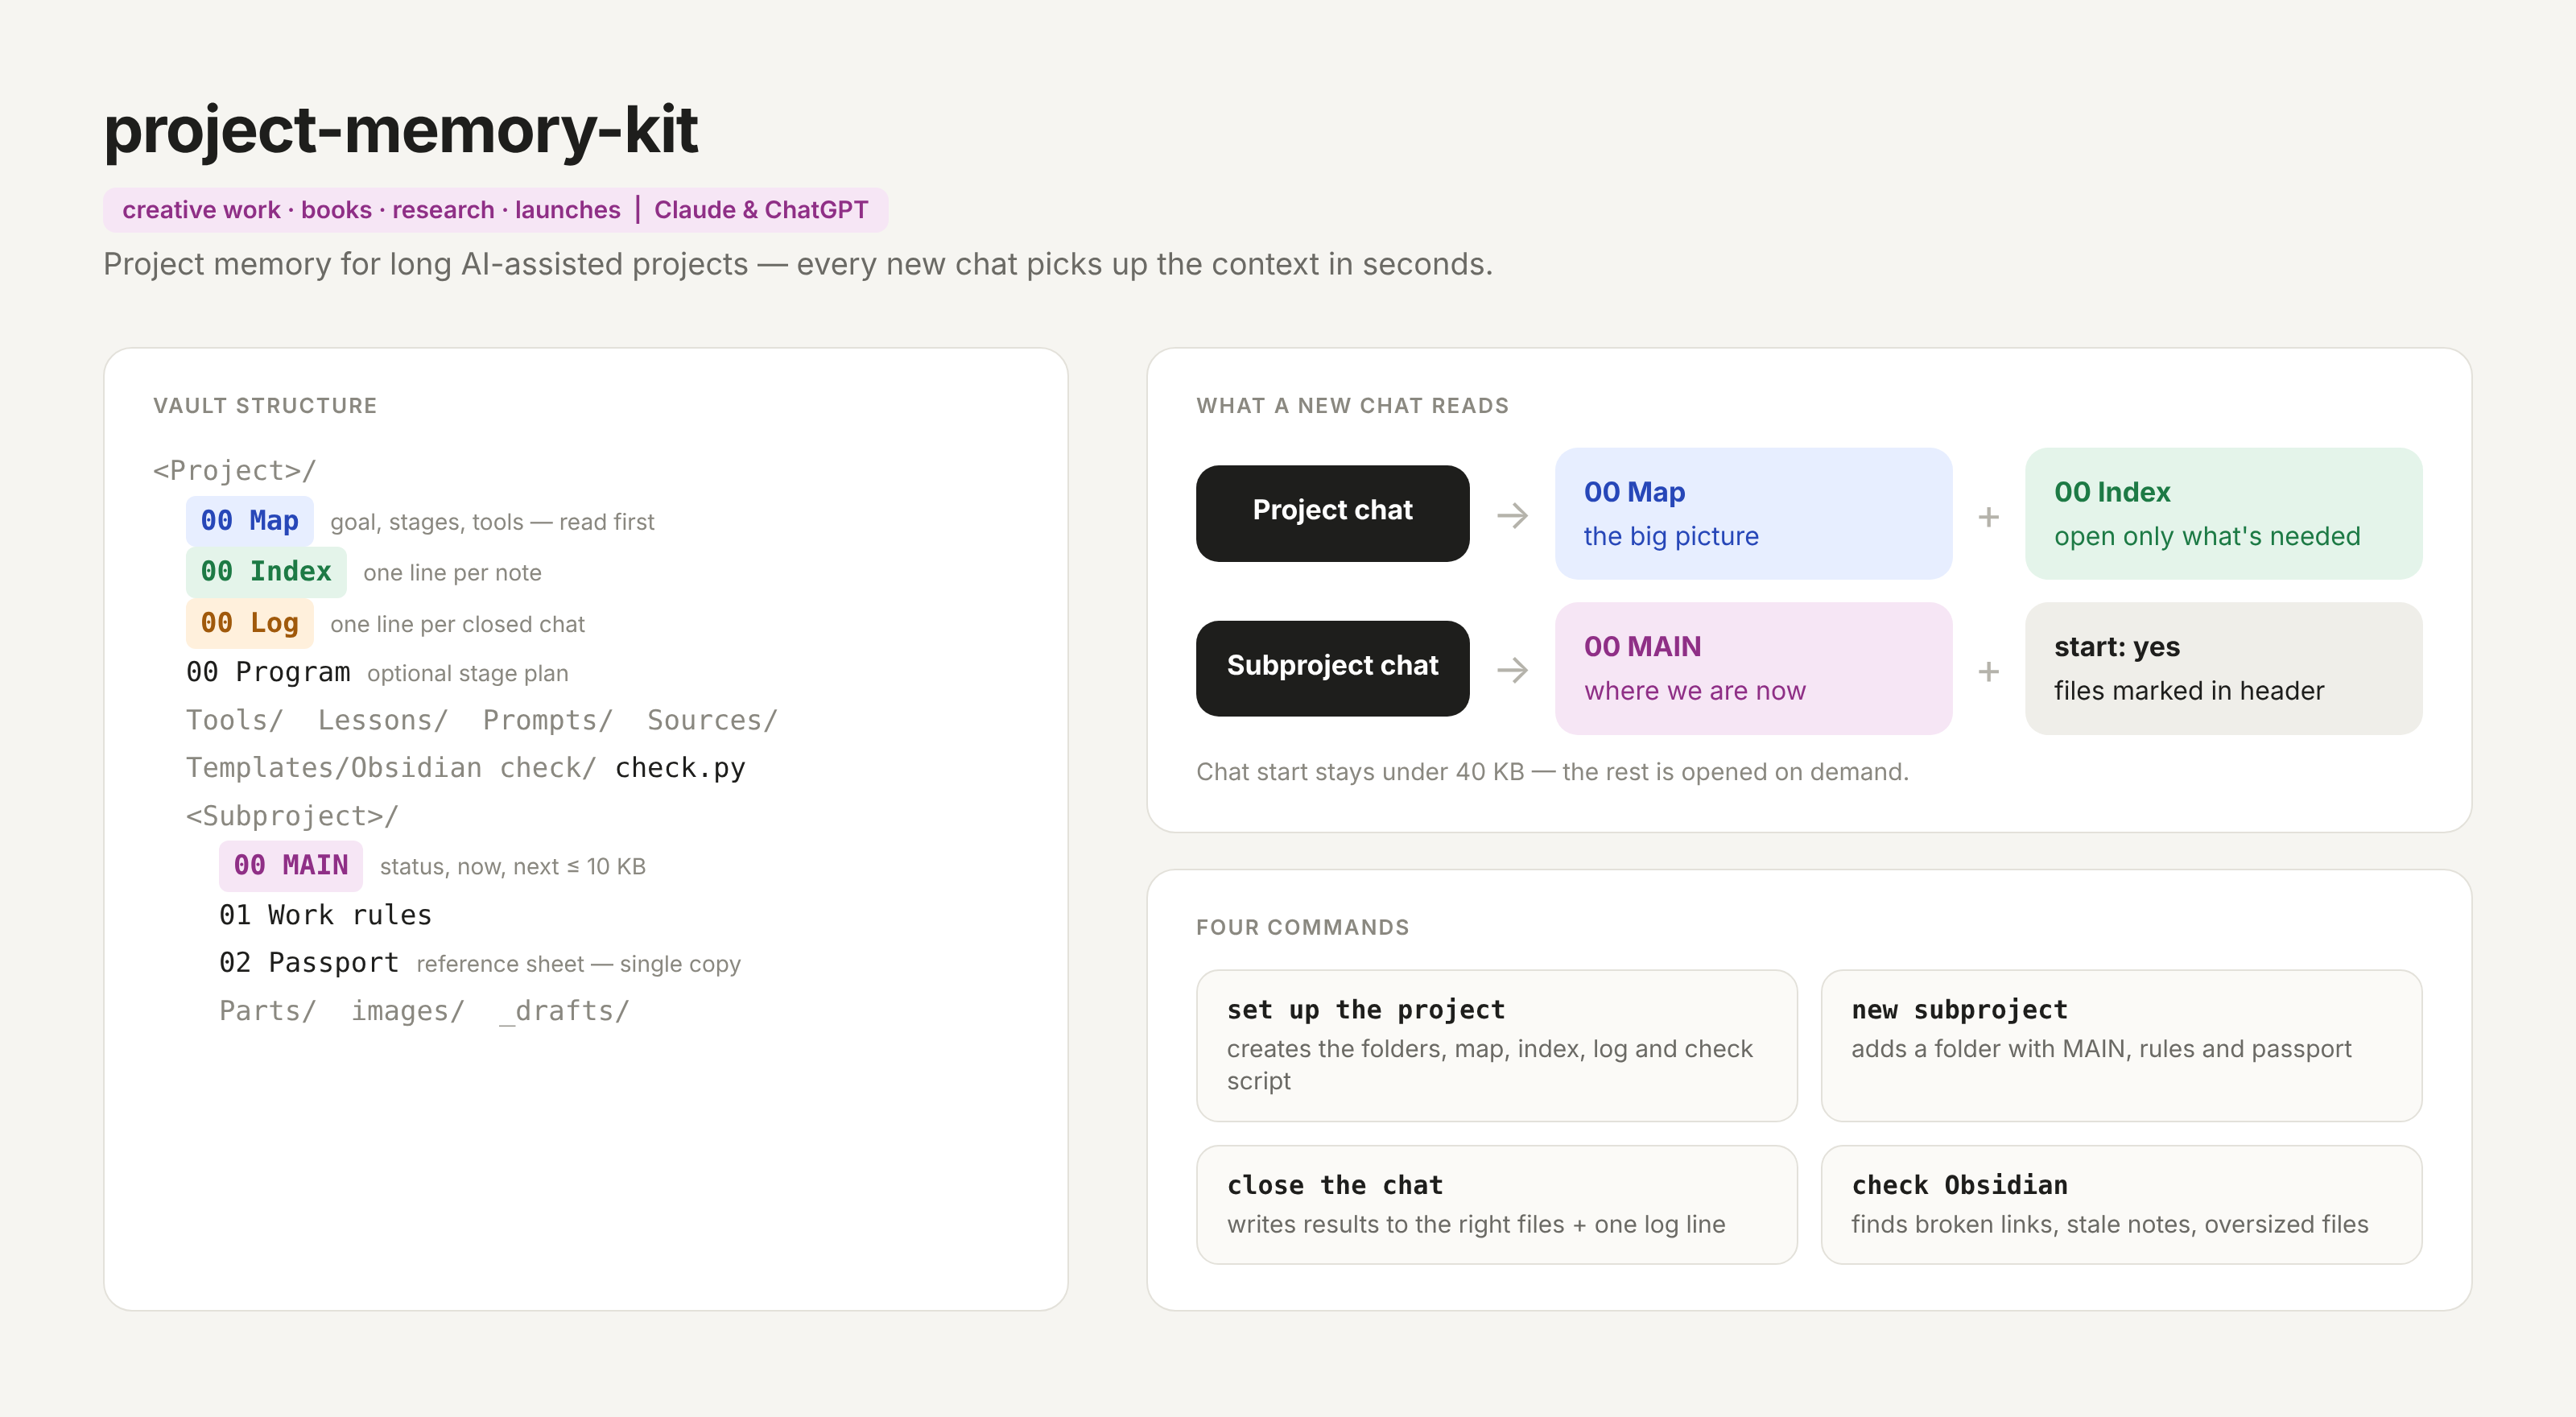 project-memory-kit
creative work · books · research · launches | Claude & ChatGPT
Project memory for long AI-assisted projects — every new chat picks up the context in seconds.
VAULT STRUCTURE
<Project>/
00 Map goal, stages, tools — read first
00 Index one line per note
00 Log one line per closed chat
00 Program optional stage plan
Tools/ Lessons/ Prompts/ Sources/
Templates/Obsidian check/ check.py
<Subproject>/
00 MAIN status, now, next ≤ 10 KB
01 Work rules
02 Passport reference sheet — single copy
Parts/ images/ _drafts/
WHAT A NEW CHAT READS
Project chat → 00 Map + 00 Index
the big picture open only what's needed
Subproject chat → 00 MAIN + start: yes
where we are now files marked in header
Chat start stays under 40 KB — the rest is opened on demand.
FOUR COMMANDS
set up the project
creates the folders, map, index, log and check
script
new subproject
adds a folder with MAIN, rules and passport
close the chat
writes results to the right files + one log line
check Obsidian
finds broken links, stale notes, oversized files